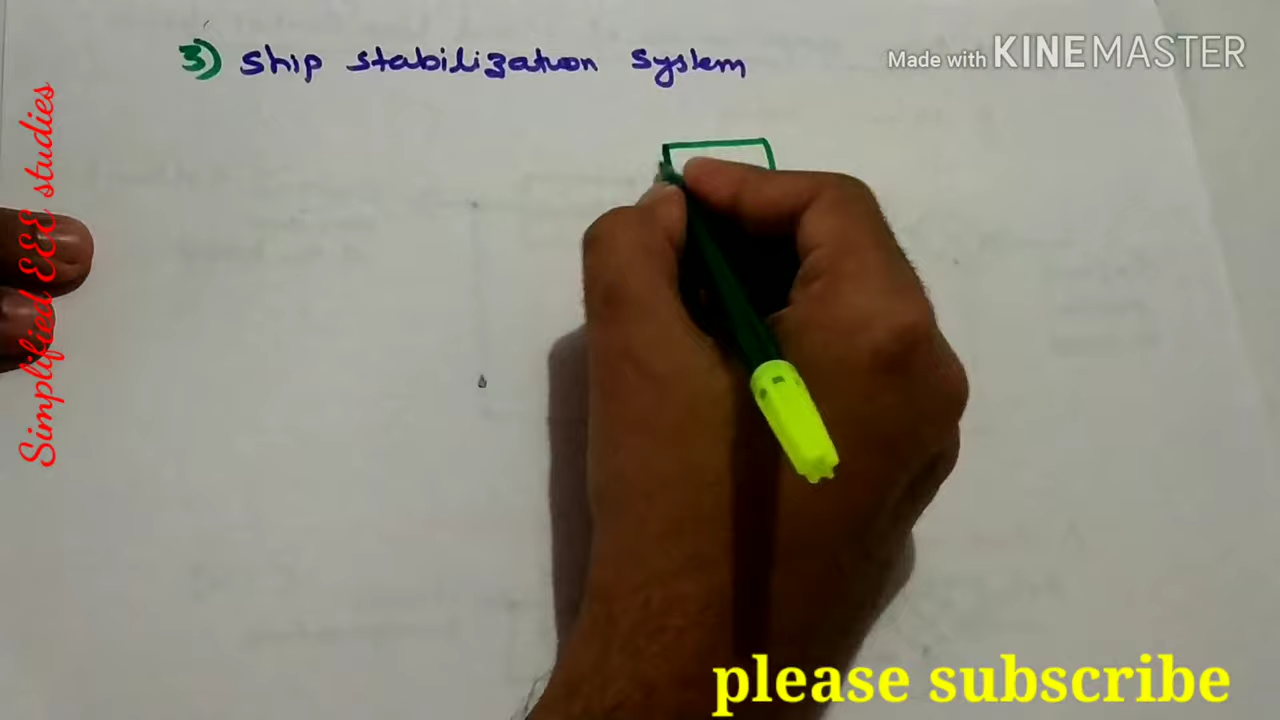 3) Ship stabilization system
Made with KINEMASTER
Simplified EEE studies
please subscribe